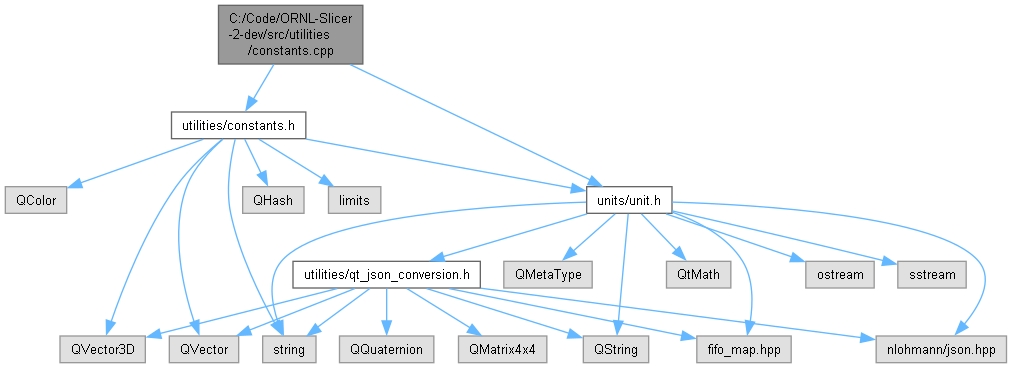 C:/Code/ORNL-Slicer
-2-dev/src/utilities
/constants.cpp
utilities/constants.h
QColor
QHash
limits
units/unit.h
utilities/qt_json_conversion.h
QMetaType
QtMath
ostream
sstream
QVector3D
QVector
string
QQuaternion
QMatrix4x4
QString
fifo_map.hpp
nlohmann/json.hpp